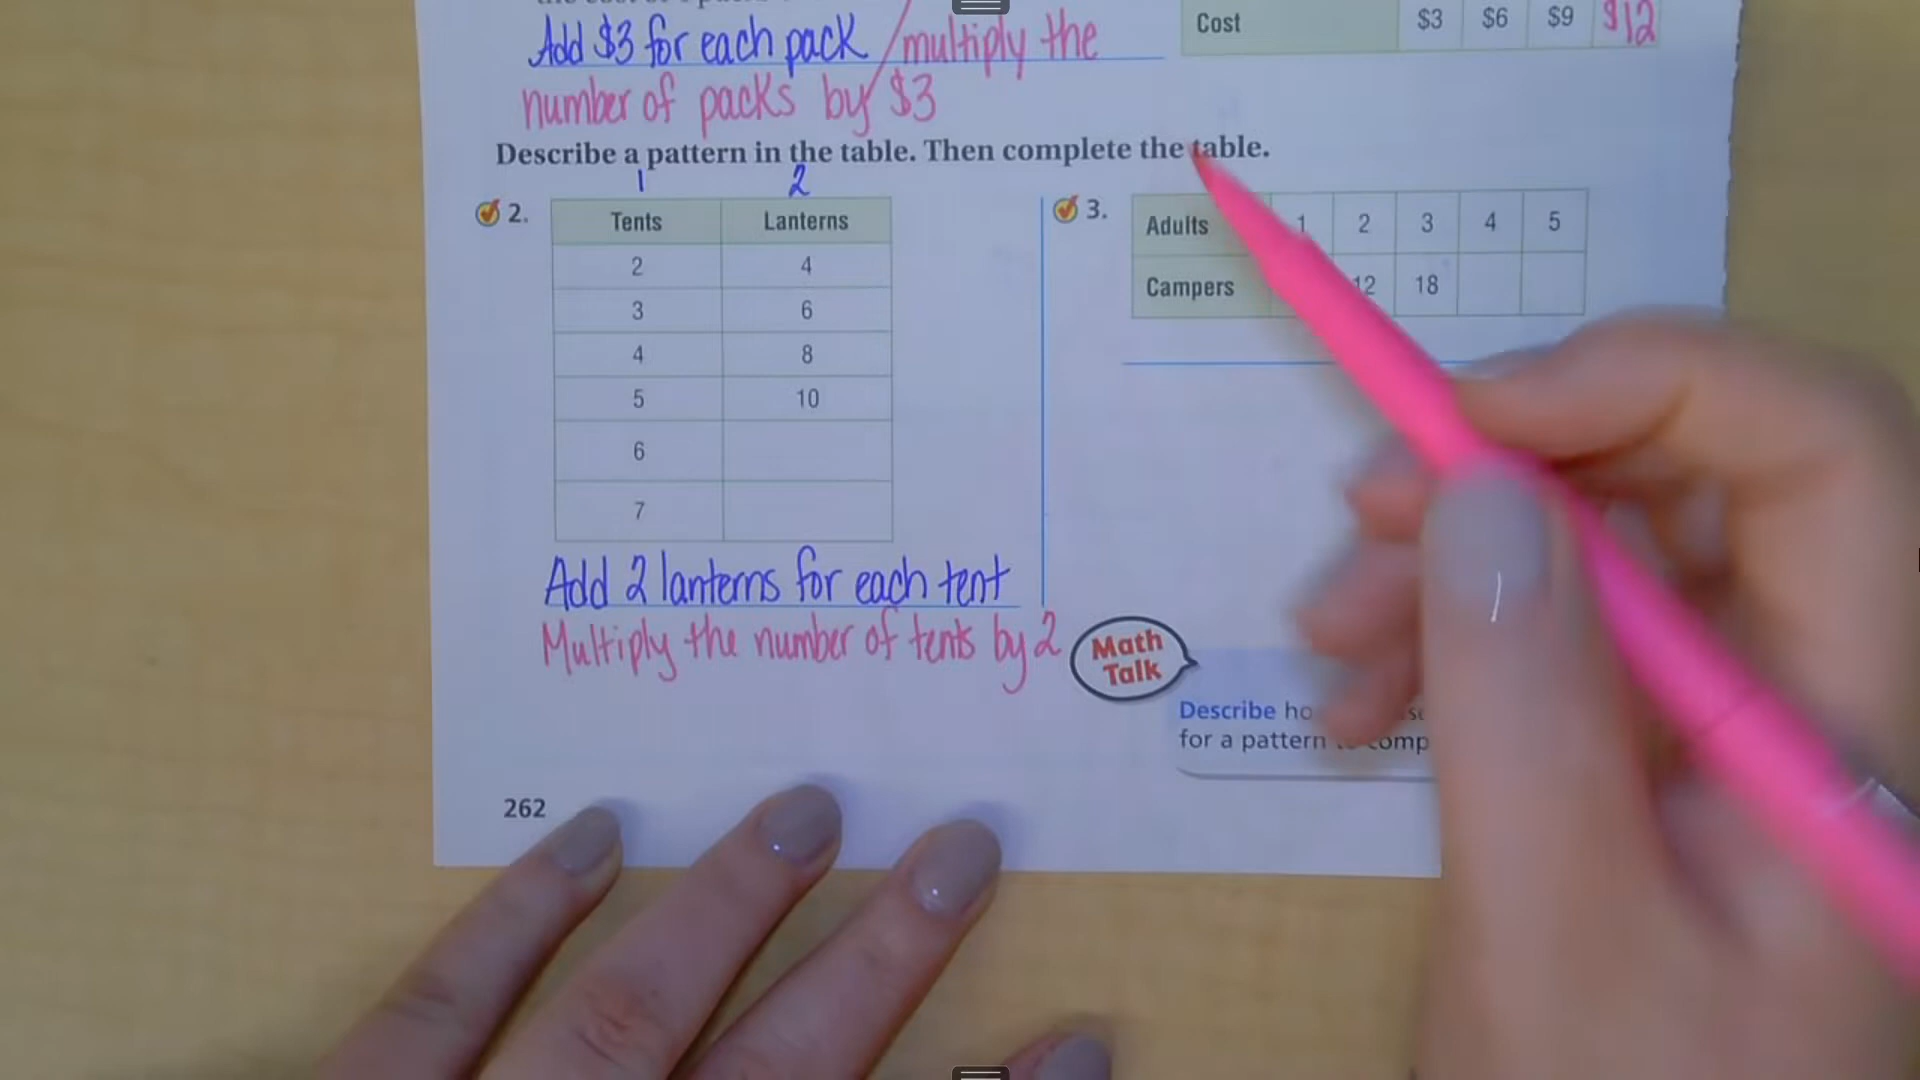 Add $3 for each pack / multiply the
number of packs by $3
Cost $3 $6 $9 $12
Describe a pattern in the table. Then complete the table.
1 2
2.
Tents Lanterns
2 4
3 6
4 8
5 10
6
7
Add 2 lanterns for each tent
Multiply the number of tents by 2
3.
Adults 1 2 3 4 5
Campers 12 18
Math
Talk
Describe
for a pattern
262